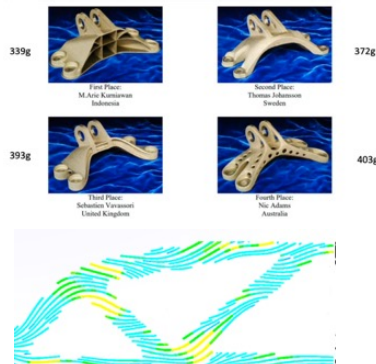 339g
First Place:
M.Arie Kurniawan
Indonesia
372g
Second Place:
Thomas Johansson
Sweden
393g
Third Place:
Sebastien Vavassori
United Kingdom
403g
Fourth Place:
Nic Adams
Australia